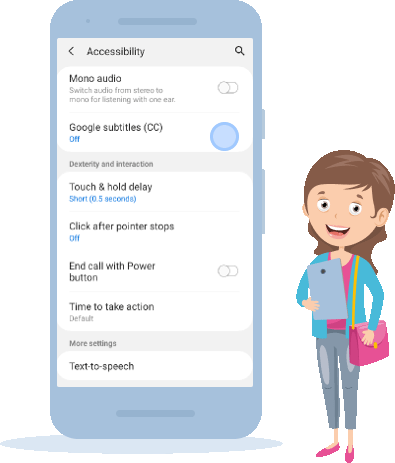 Accessibility
Mono audio
Switch audio from stereo to
mono for listening with one ear.
Google subtitles (CC)
Off
Dexterity and interaction
Touch & hold delay
Short (0.5 seconds)
Click after pointer stops
Off
End call with Power
button
Time to take action
Default
More settings
Text-to-speech